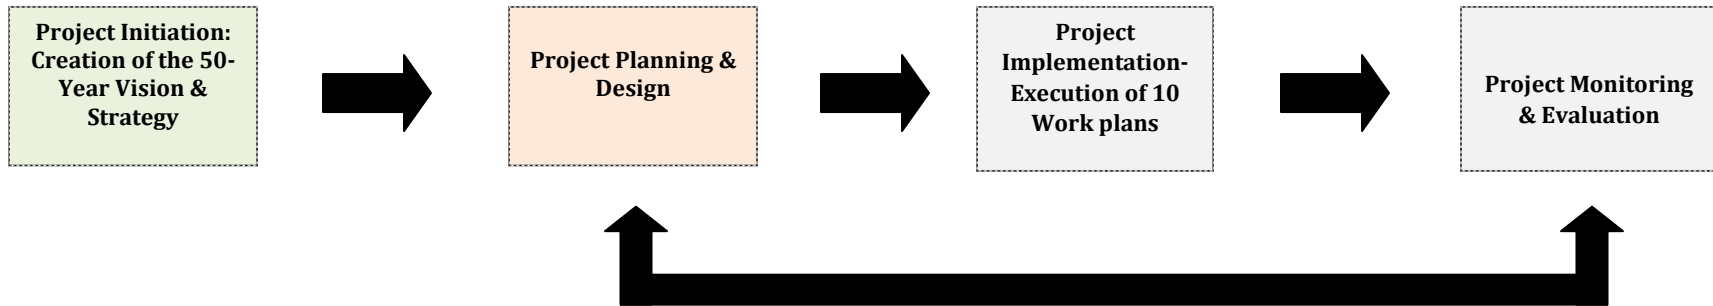 Project Initiation:
Creation of the 50-
Year Vision &
Strategy
Project Planning &
Design
Project
Implementation-
Execution of 10
Work plans
Project Monitoring
& Evaluation